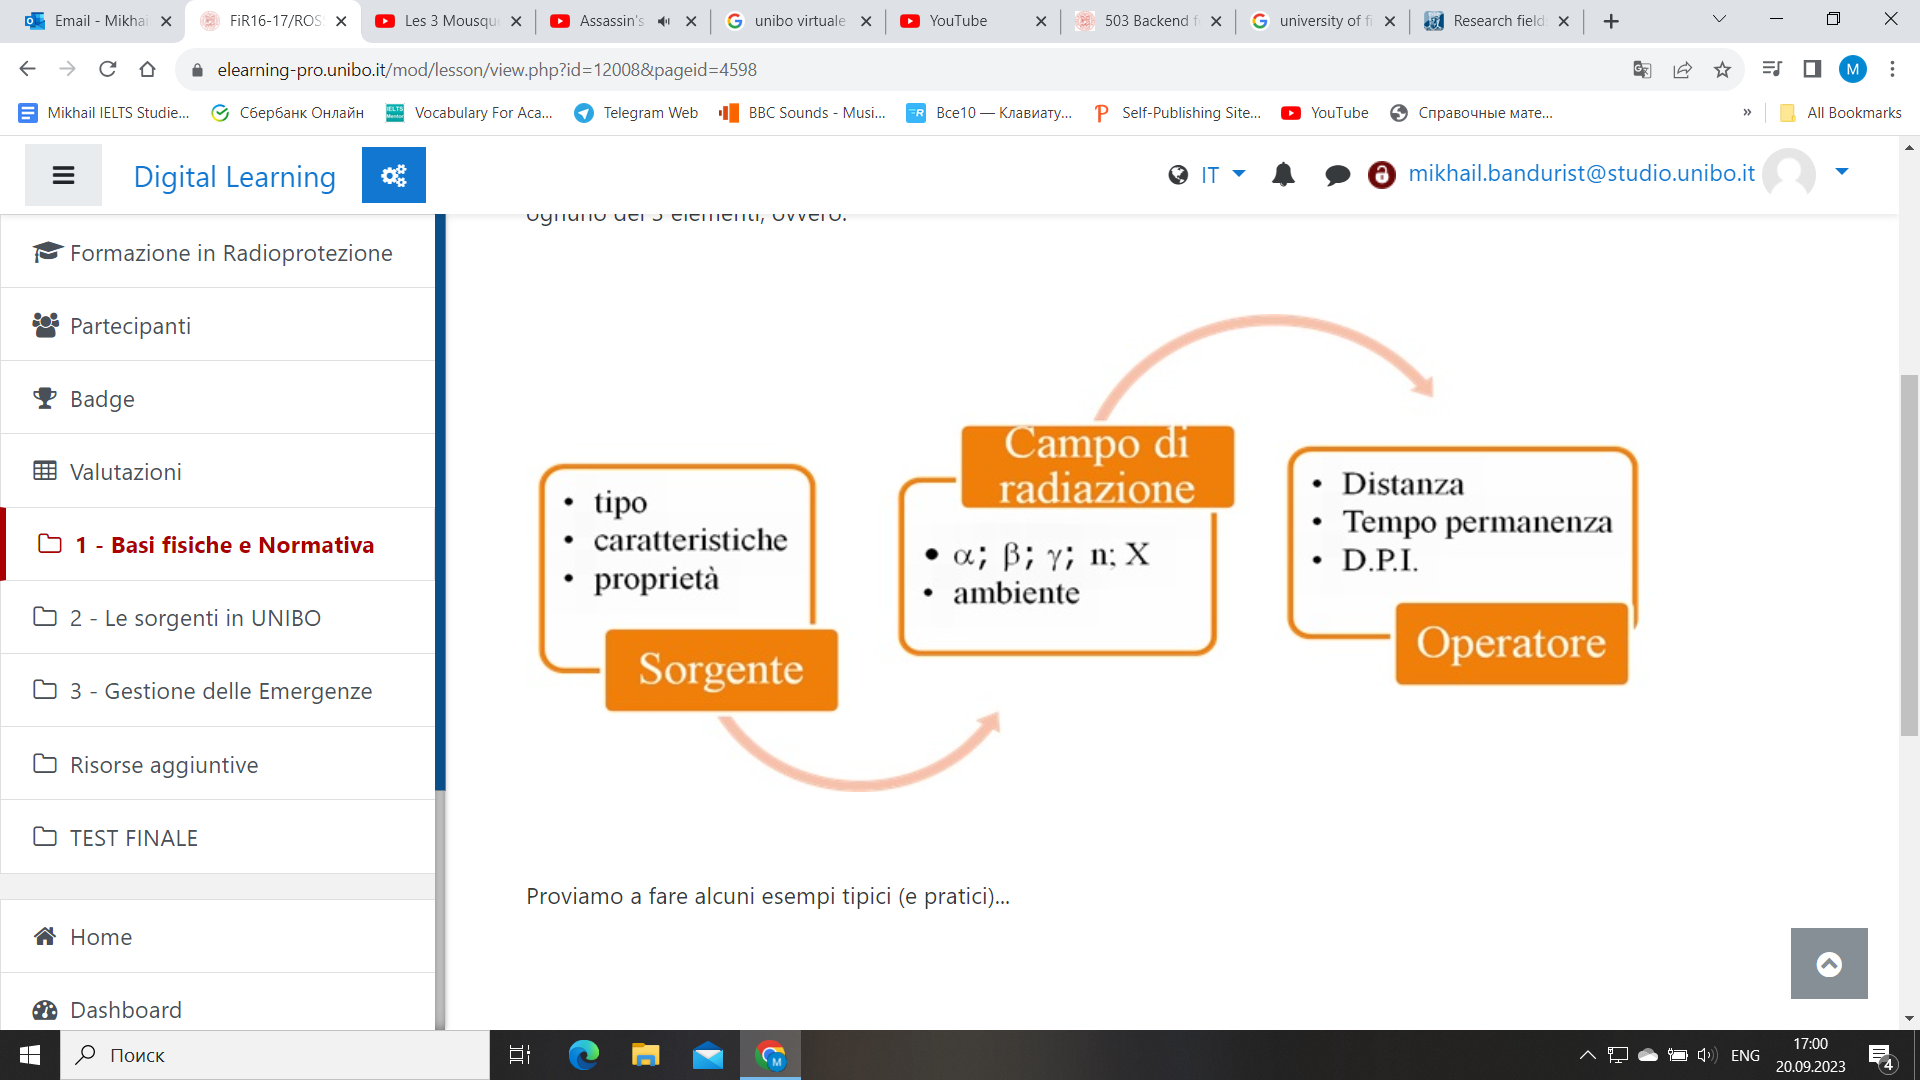 Email - Mikhai
FiR16-17/ROS
Les 3 Mousqu
Assassin's
unibo virtuale
YouTube
503 Backend f
university of f
Research field
elearning-pro.unibo.it/mod/lesson/view.php?id=12008&pageid=4598
M
Mikhail IELTS Studie...
Сбербанк Онлайн
Vocabulary For Aca...
Telegram Web
BBC Sounds - Musi...
Все10 — Клавиату...
Self-Publishing Site...
YouTube
Справочные мате...
»
All Bookmarks
Digital Learning
IT
mikhail.bandurist@studio.unibo.it
Formazione in Radioprotezione
Partecipanti
Badge
Valutazioni
1 - Basi fisiche e Normativa
2 - Le sorgenti in UNIBO
3 - Gestione delle Emergenze
Risorse aggiuntive
TEST FINALE
Home
Dashboard
ognuno dei 3 elementi, ovvero:
• tipo
• caratteristiche
• proprietà
Sorgente
Campo di
radiazione
• α; β; γ; n; X
• ambiente
• Distanza
• Tempo permanenza
• D.P.I.
Operatore
Proviamo a fare alcuni esempi tipici (e pratici)...
Поиск
ENG
17:00
20.09.2023
4